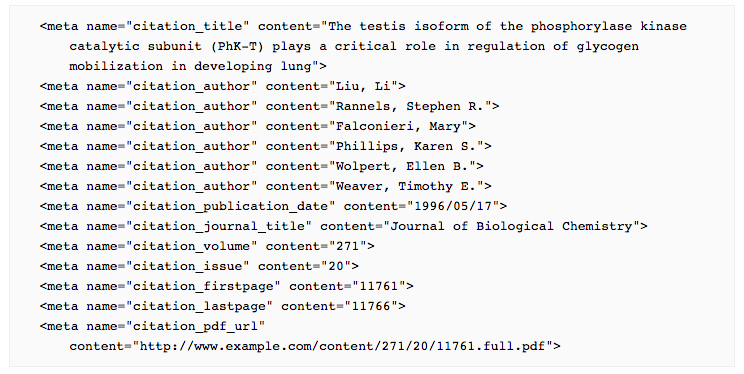 <meta name="citation_title" content="The testis isoform of the phosphorylase kinase
catalytic subunit (PhK-T) plays a critical role in regulation of glycogen
mobilization in developing lung">
<meta name="citation_author" content="Liu, Li">
<meta name="citation_author" content="Rannels, Stephen R.">
<meta name="citation_author" content="Falconieri, Mary">
<meta name="citation_author" content="Phillips, Karen S.">
<meta name="citation_author" content="Wolpert, Ellen B.">
<meta name="citation_author" content="Weaver, Timothy E.">
<meta name="citation_publication_date" content="1996/05/17">
<meta name="citation_journal_title" content="Journal of Biological Chemistry">
<meta name="citation_volume" content="271">
<meta name="citation_issue" content="20">
<meta name="citation_firstpage" content="11761">
<meta name="citation_lastpage" content="11766">
<meta name="citation_pdf_url"
content="http://www.example.com/content/271/20/11761.full.pdf">